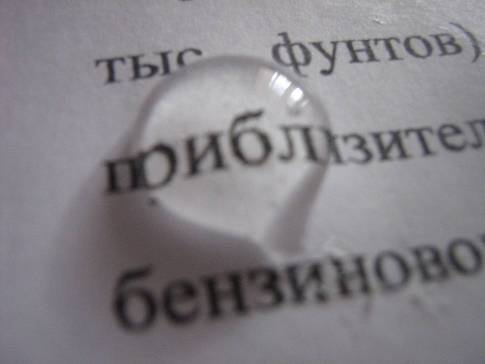 тыс фунтов)
приблизител
бензиново